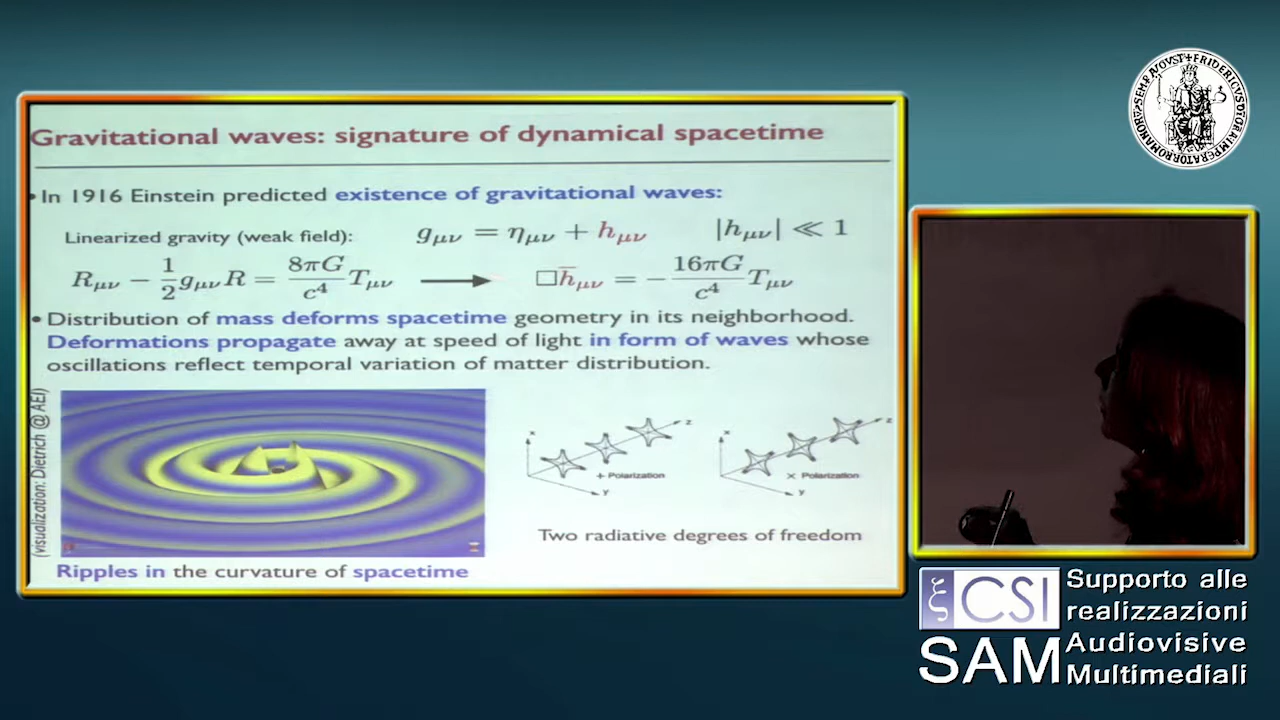 Gravitational waves: signature of dynamical spacetime
• In 1916 Einstein predicted existence of gravitational waves:
Linearized gravity (weak field): gμν = ημν + hμν |hμν| ≪ 1
Rμν − 1/2 gμν R = 8πG/c⁴ Tμν → □h̄μν = − 16πG/c⁴ Tμν
• Distribution of mass deforms spacetime geometry in its neighborhood.
Deformations propagate away at speed of light in form of waves whose
oscillations reflect temporal variation of matter distribution.
(visualization: Dietrich @ AEI)
x
z
y
+ Polarization
x
z
y
× Polarization
Two radiative degrees of freedom
Ripples in the curvature of spacetime
ξ CSI
SAM
Supporto alle
realizzazioni
Audiovisive
Multimediali